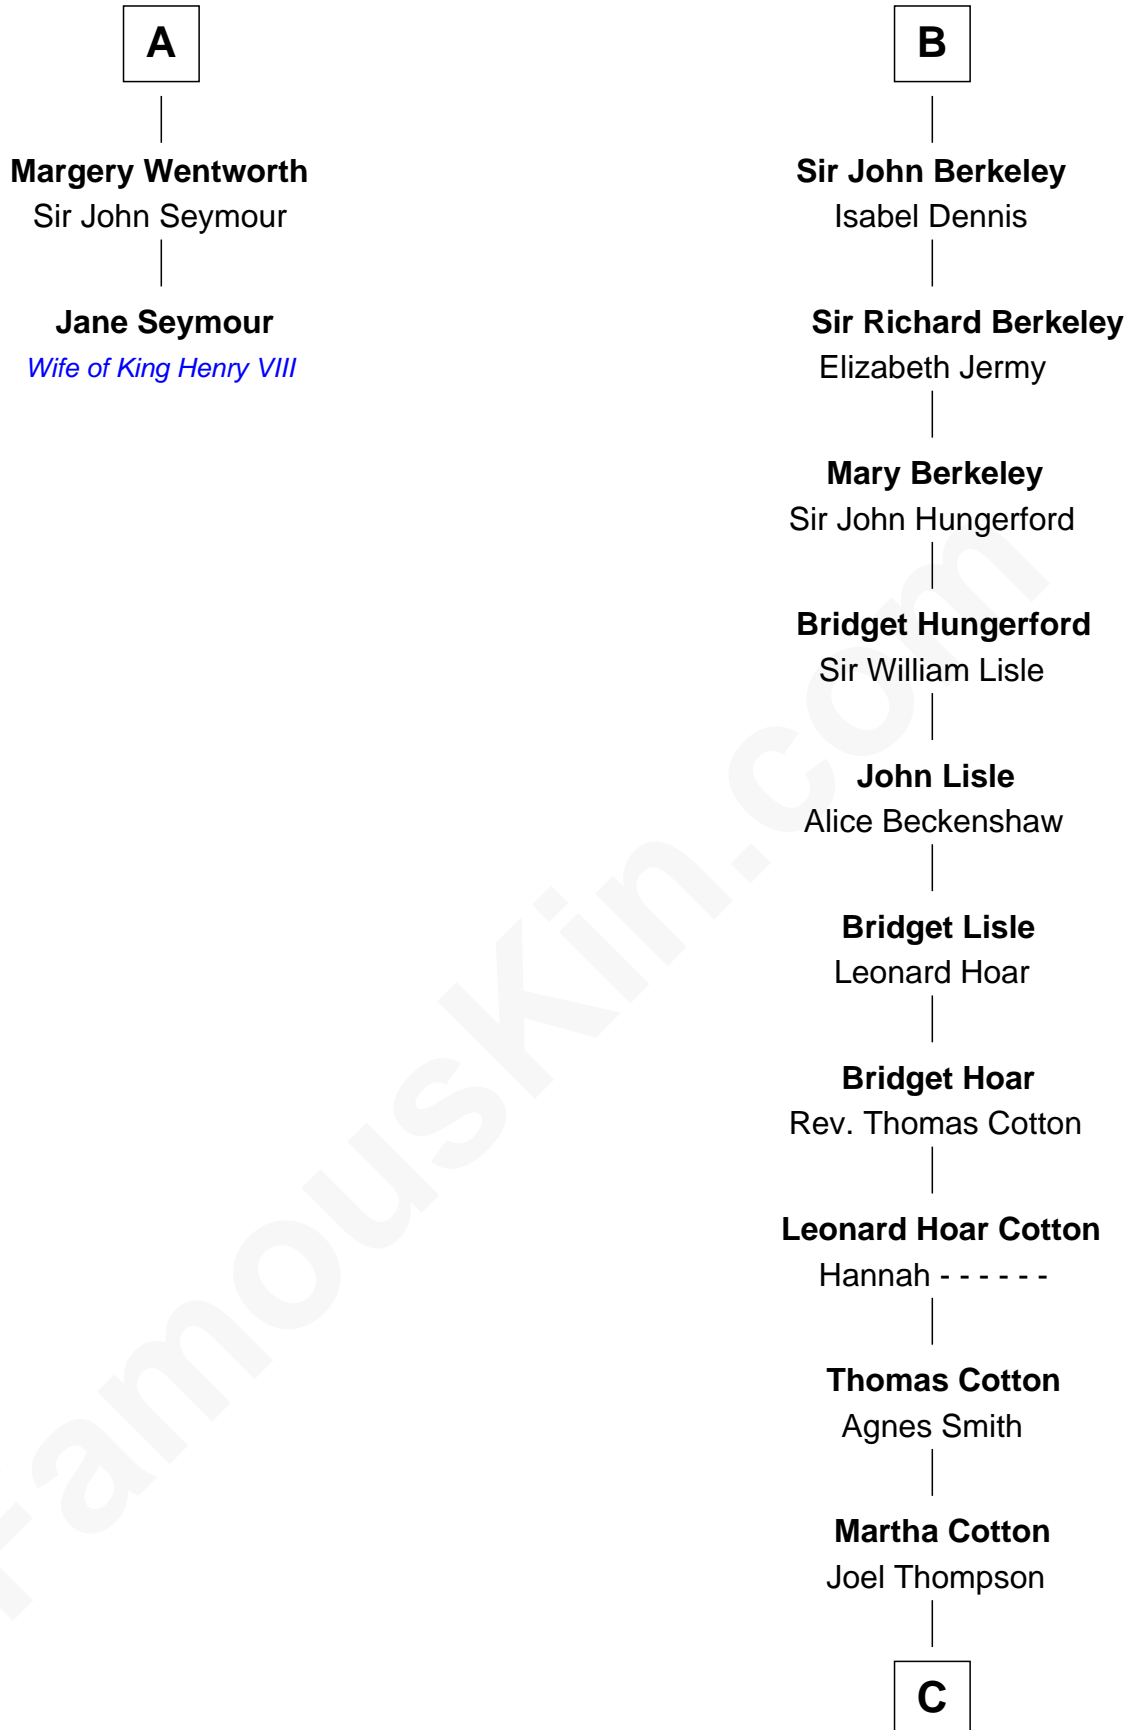 A
Margery Wentworth
Sir John Seymour
Jane Seymour
Wife of King Henry VIII
B
Sir John Berkeley
Isabel Dennis
Sir Richard Berkeley
Elizabeth Jermy
Mary Berkeley
Sir John Hungerford
Bridget Hungerford
Sir William Lisle
John Lisle
Alice Beckenshaw
Bridget Lisle
Leonard Hoar
Bridget Hoar
Rev. Thomas Cotton
Leonard Hoar Cotton
Hannah - - - - - -
Thomas Cotton
Agnes Smith
Martha Cotton
Joel Thompson
C
FamousKin.com